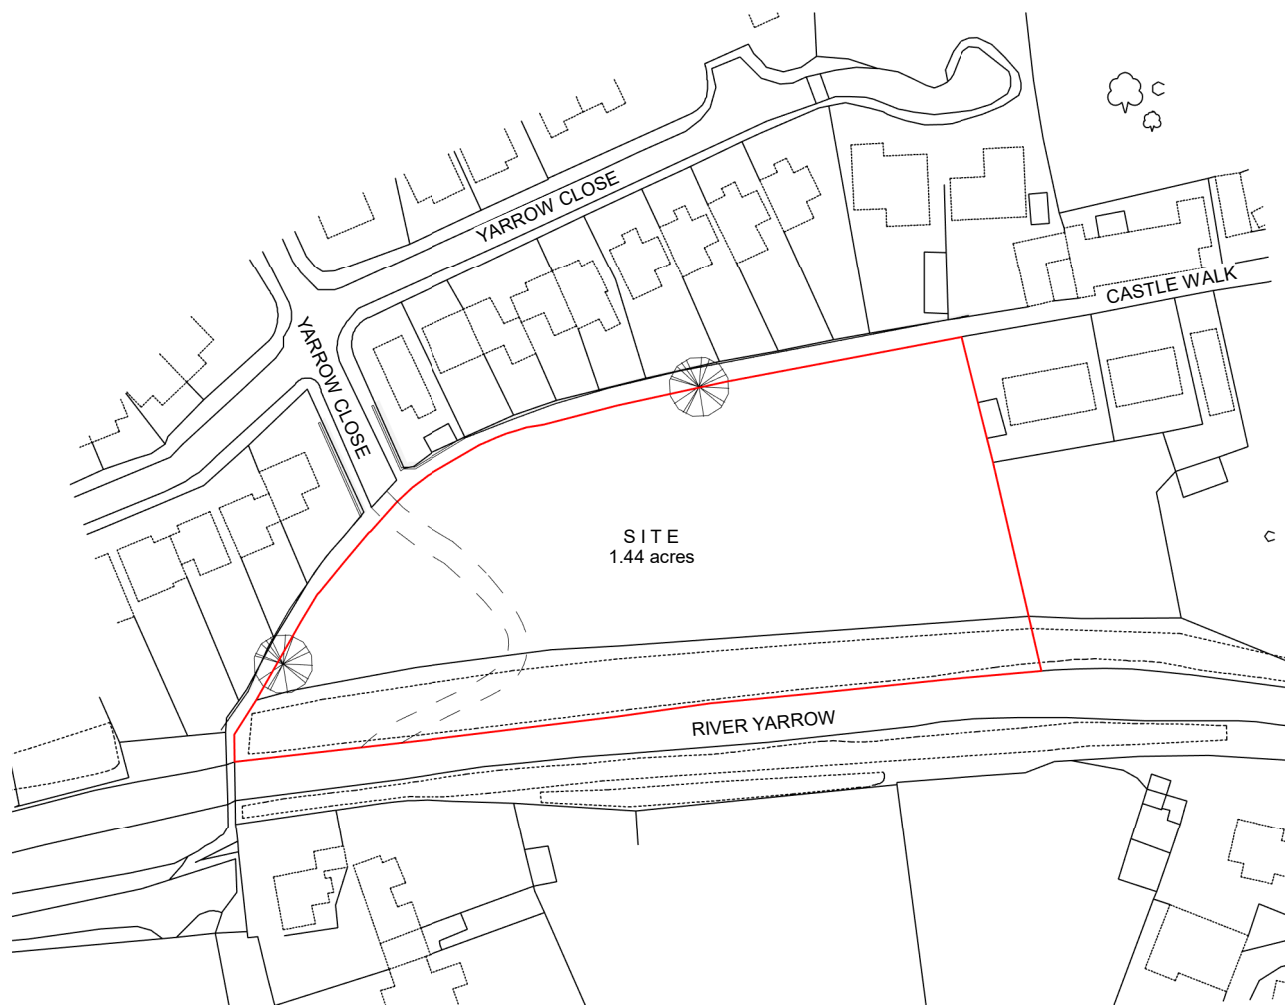 YARROW CLOSE
CASTLE WALK
YARROW CLOSE
SITE
1.44 acres
RIVER YARROW